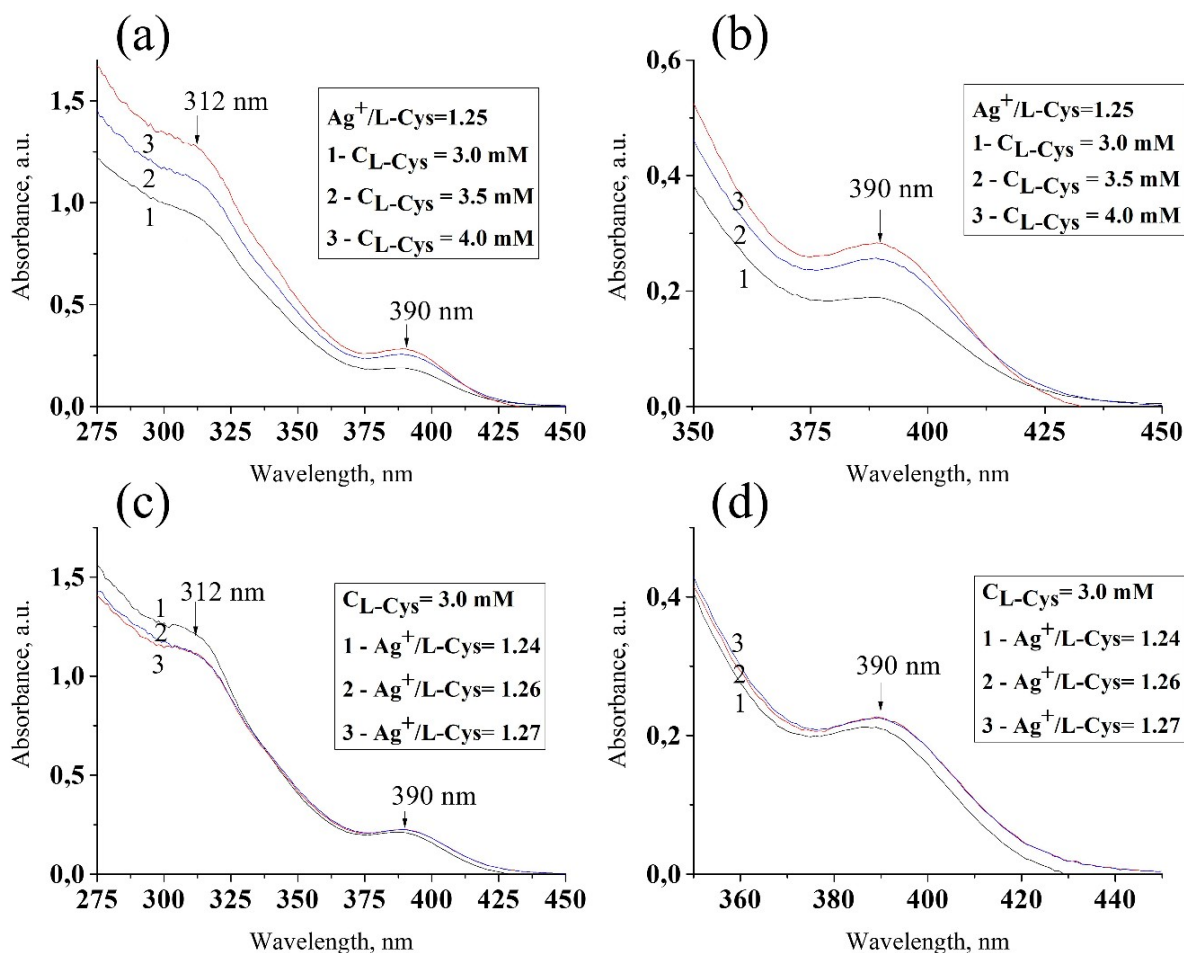 (a)
312 nm
Ag⁺/L-Cys=1.25
1- C L-Cys = 3.0 mM
2 - C L-Cys = 3.5 mM
3 - C L-Cys = 4.0 mM
3
2
1
390 nm
Absorbance, a.u.
1,5
1,0
0,5
0,0
275 300 325 350 375 400 425 450
Wavelength, nm
(b)
Ag⁺/L-Cys=1.25
1- C L-Cys = 3.0 mM
2 - C L-Cys = 3.5 mM
3 - C L-Cys = 4.0 mM
390 nm
3
2
1
Absorbance, a.u.
0,6
0,4
0,2
0,0
350 375 400 425 450
Wavelength, nm
(c)
312 nm
C L-Cys= 3.0 mM
1 - Ag⁺/L-Cys= 1.24
2 - Ag⁺/L-Cys= 1.26
3 - Ag⁺/L-Cys= 1.27
1
2
3
390 nm
Absorbance, a.u.
1,5
1,0
0,5
0,0
275 300 325 350 375 400 425 450
Wavelength, nm
(d)
C L-Cys= 3.0 mM
1 - Ag⁺/L-Cys= 1.24
2 - Ag⁺/L-Cys= 1.26
3 - Ag⁺/L-Cys= 1.27
390 nm
3
2
1
Absorbance, a.u.
0,4
0,2
0,0
360 380 400 420 440
Wavelength, nm